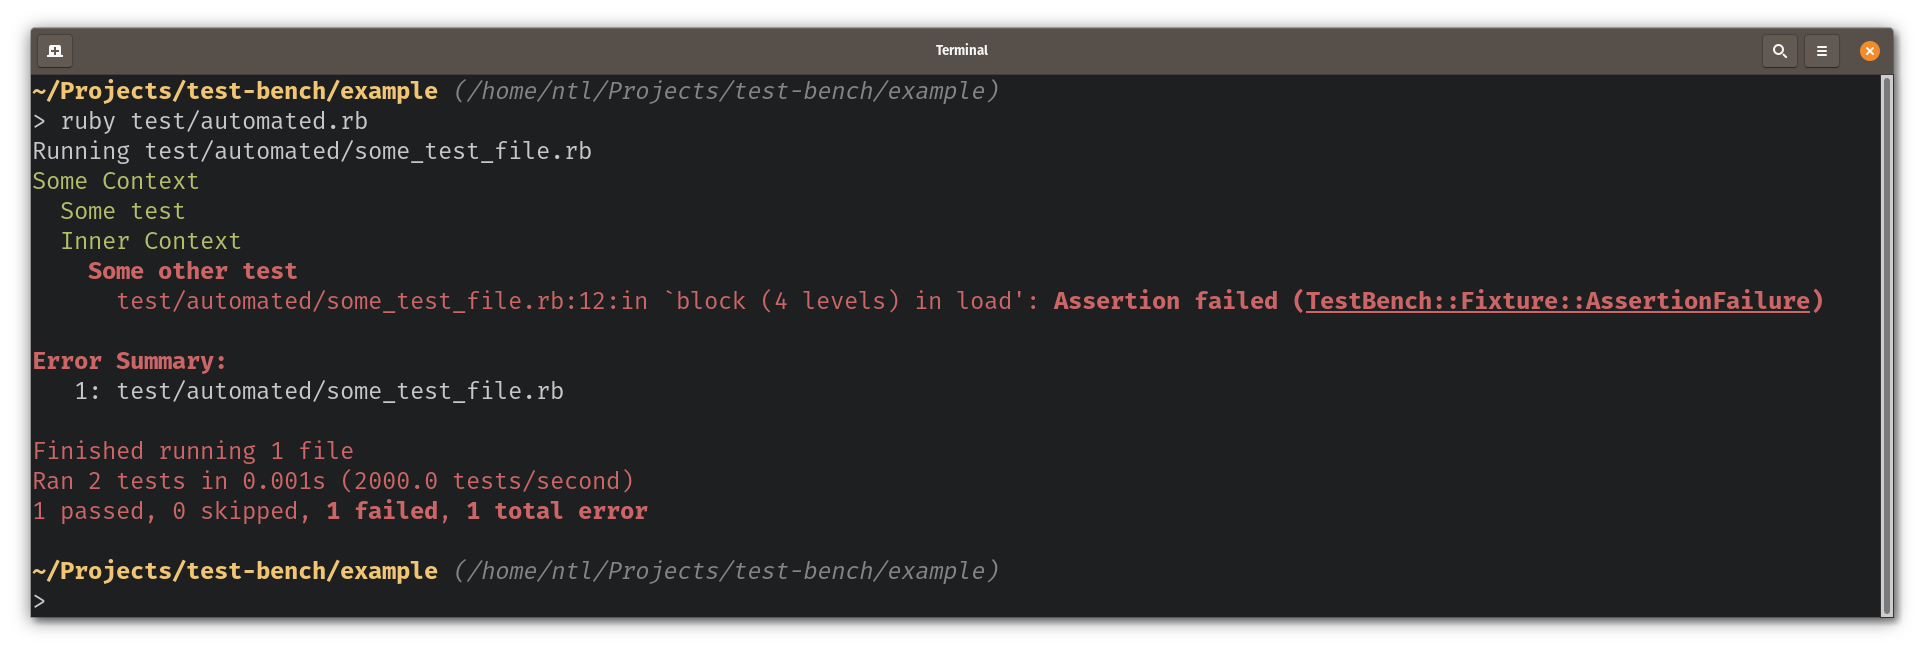 Terminal
~/Projects/test-bench/example (/home/ntl/Projects/test-bench/example)
> ruby test/automated.rb
Running test/automated/some_test_file.rb
Some Context
  Some test
  Inner Context
    Some other test
      test/automated/some_test_file.rb:12:in `block (4 levels) in load': Assertion failed (TestBench::Fixture::AssertionFailure)

Error Summary:
   1: test/automated/some_test_file.rb

Finished running 1 file
Ran 2 tests in 0.001s (2000.0 tests/second)
1 passed, 0 skipped, 1 failed, 1 total error

~/Projects/test-bench/example (/home/ntl/Projects/test-bench/example)
>